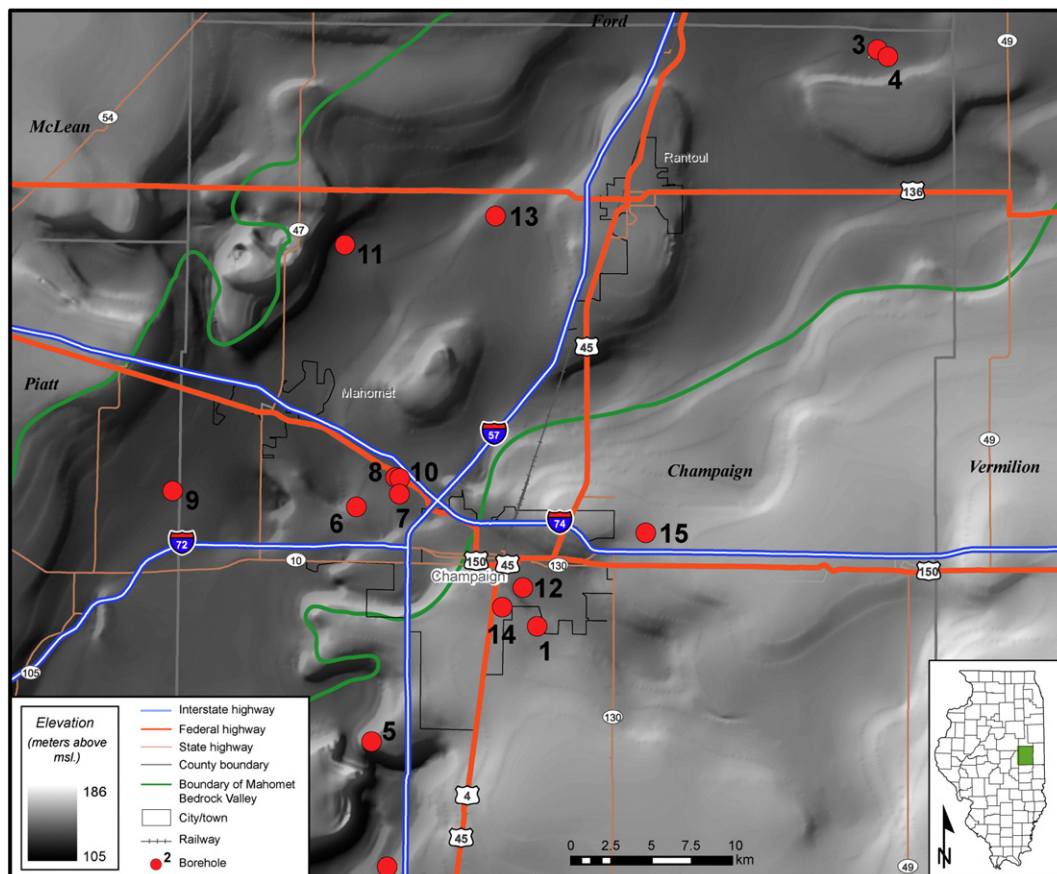 Ford
49
3
4
McLean
54
Rantoul
136
47
13
11
45
Piatt
Mahomet
57
Champaign
49
Vermilion
8
10
9
6
7
72
74
15
10
150
45
130
150
Champaign
12
14
1
105
5
130
4
45
49
Elevation
(meters above
msl.)
186
105
Interstate highway
Federal highway
State highway
County boundary
Boundary of Mahomet
Bedrock Valley
City/town
Railway
2
Borehole
0 2.5 5 7.5 10
km
N